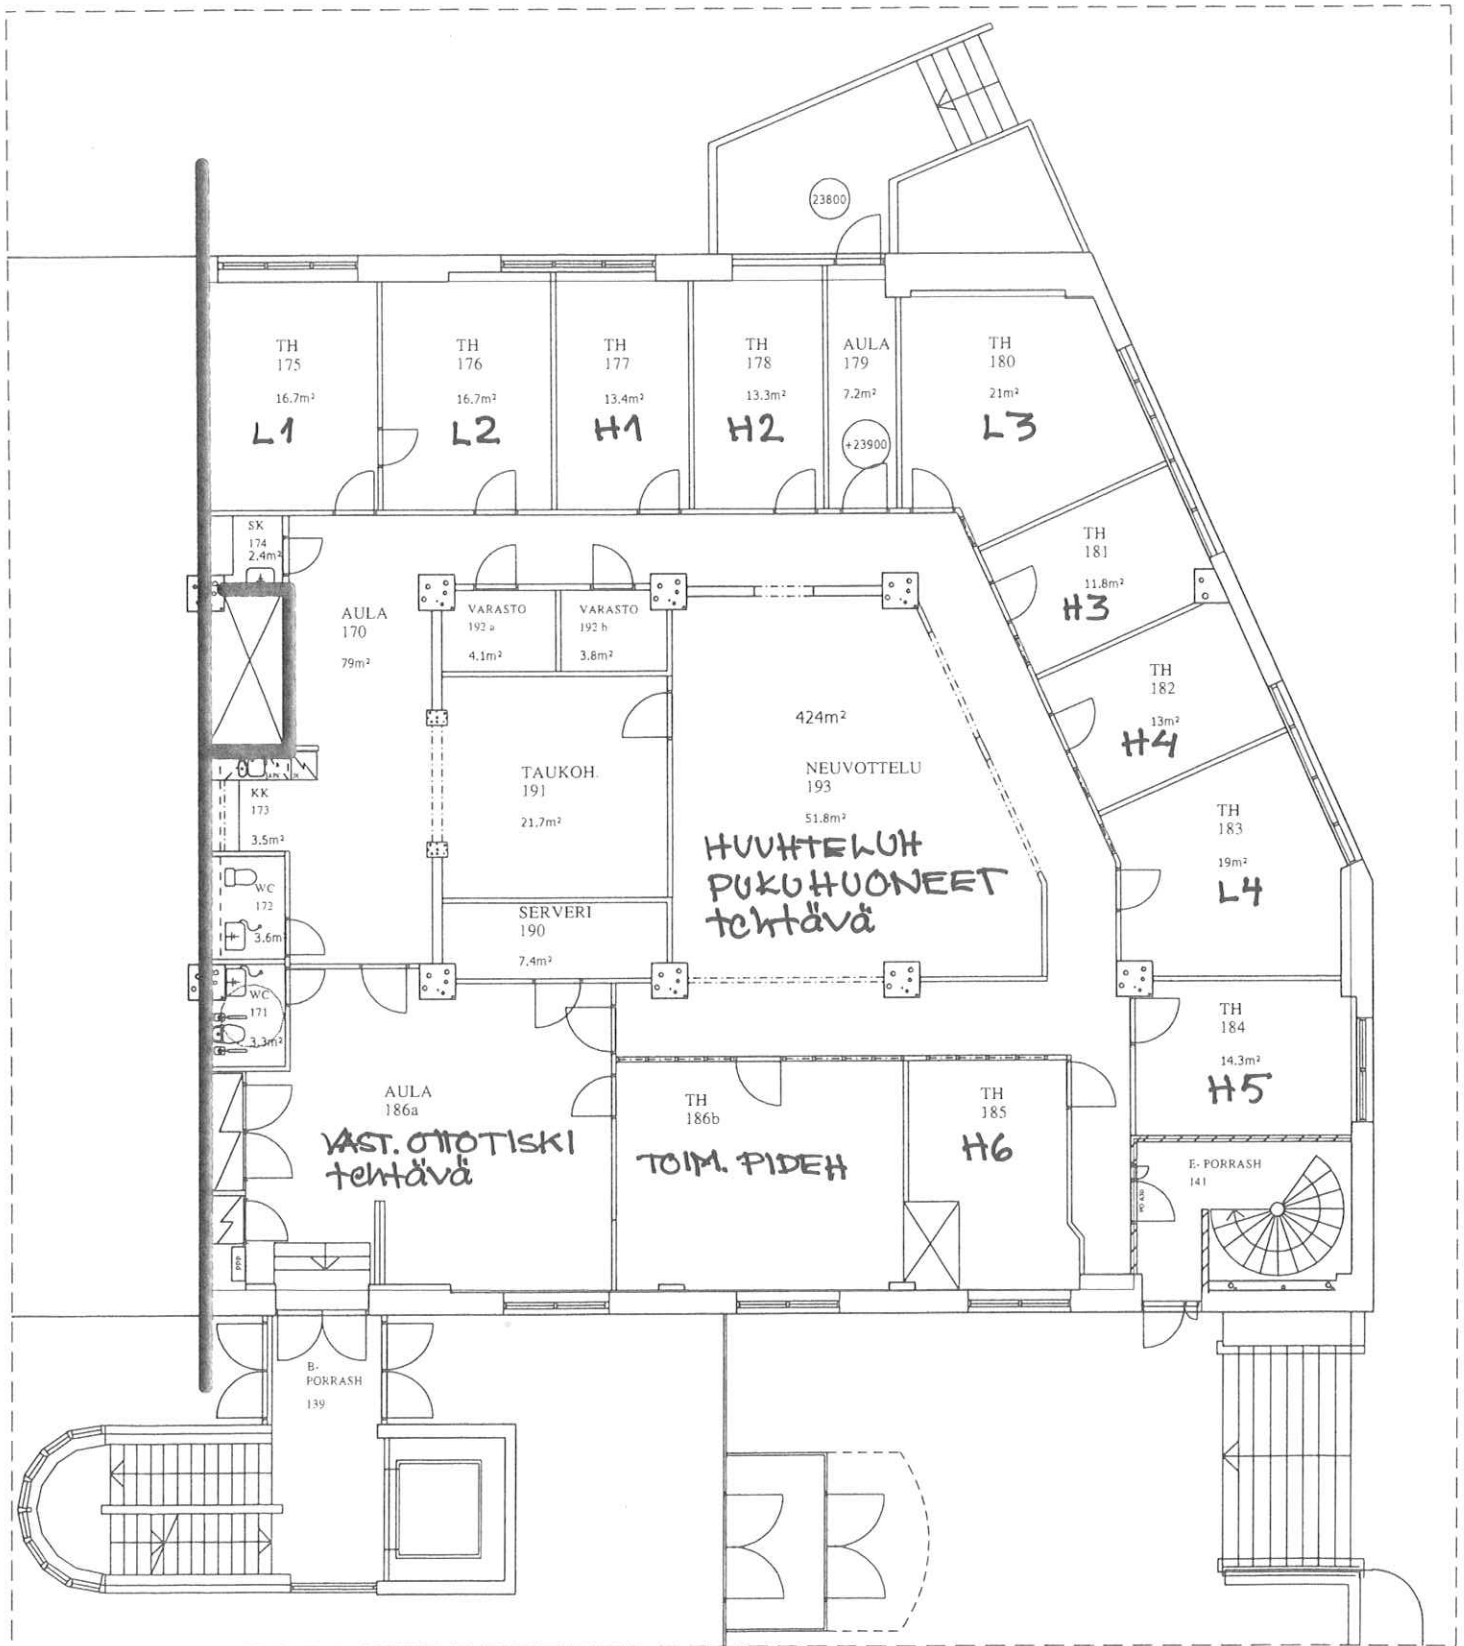 23800
TH
175
16.7m²
L1
TH
176
16.7m²
L2
TH
177
13.4m²
H1
TH
178
13.3m²
H2
AULA
179
7.2m²
+23900
TH
180
21m²
L3
SK
174
2.4m²
TH
181
11.8m²
H3
AULA
170
79m²
VARASTO
192 a
4.1m²
VARASTO
192 b
3.8m²
TH
182
13m²
H4
424m²
TAUKOH.
191
21.7m²
NEUVOTTELU
193
51.8m²
HUUHTELUH
PUKUHUONEET
tehtävä
KK
173
3.5m²
TH
183
19m²
L4
WC
172
3.6m²
SERVERI
190
7.4m²
WC
171
3.3m²
TH
184
14.3m²
H5
AULA
186a
VAST. OTTOTISKI
tehtävä
TH
186b
TOIM. PIDEH
TH
185
H6
E- PORRASH
141
PPP
B-
PORRASH
139